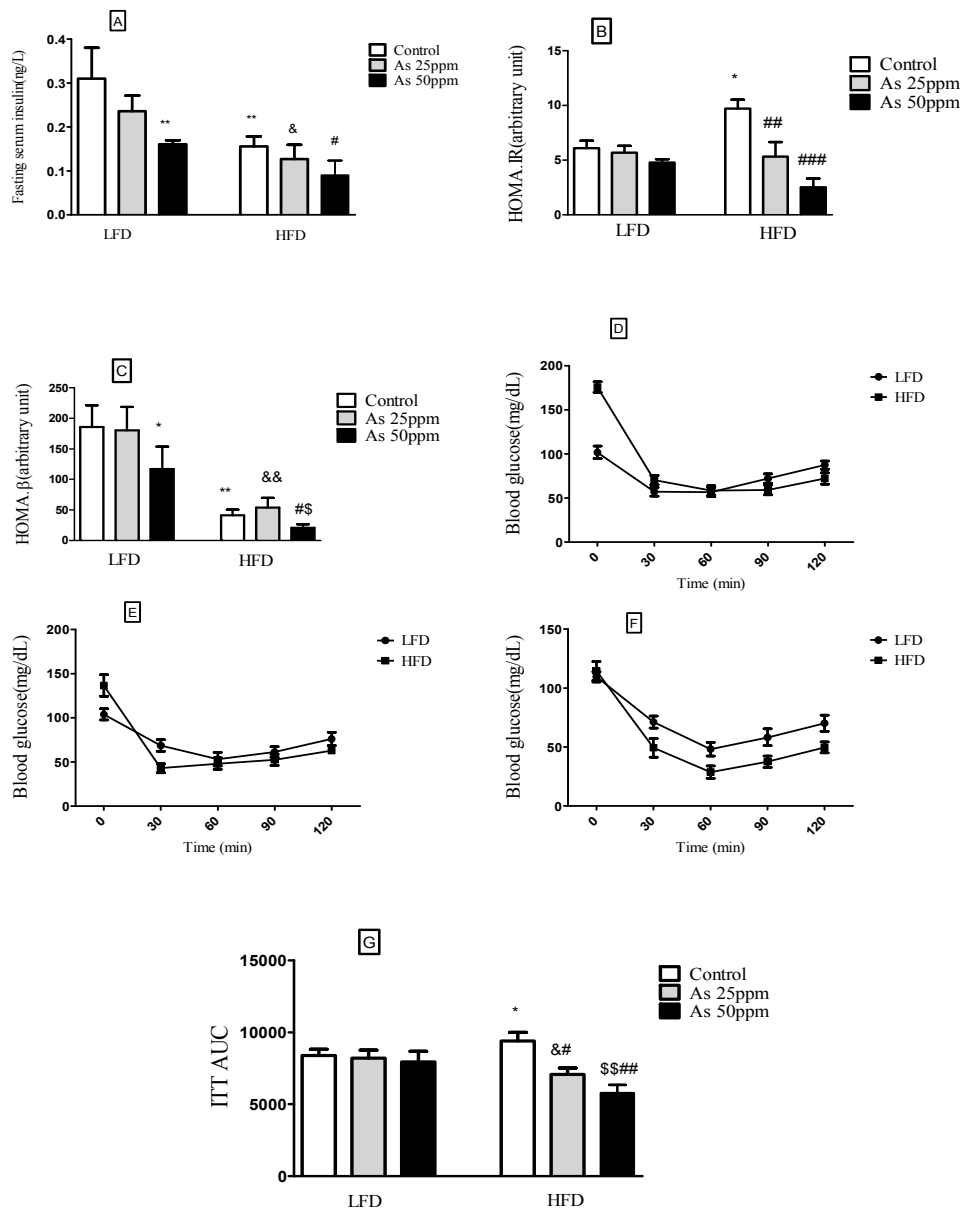 A
Fasting serum insulin(ng/L)
0.4
0.3
0.2
0.1
0.0
**
**
&
#
LFD
HFD
Control
As 25ppm
As 50ppm
B
HOMA.IR(arbitrary unit)
15
10
5
0
*
##
###
LFD
HFD
Control
As 25ppm
As 50ppm
C
HOMA.β(arbitrary unit)
250
200
150
100
50
0
*
**
&&
#$
LFD
HFD
Control
As 25ppm
As 50ppm
D
Blood glucose(mg/dL)
200
150
100
50
0
0
30
60
90
120
Time (min)
LFD
HFD
E
Blood glucose(mg/dL)
200
150
100
50
0
0
30
60
90
120
Time (min)
LFD
HFD
F
Blood glucose(mg/dL)
150
100
50
0
0
30
60
90
120
Time (min)
LFD
HFD
G
ITT AUC
15000
10000
5000
0
*
&#
$$##
LFD
HFD
Control
As 25ppm
As 50ppm